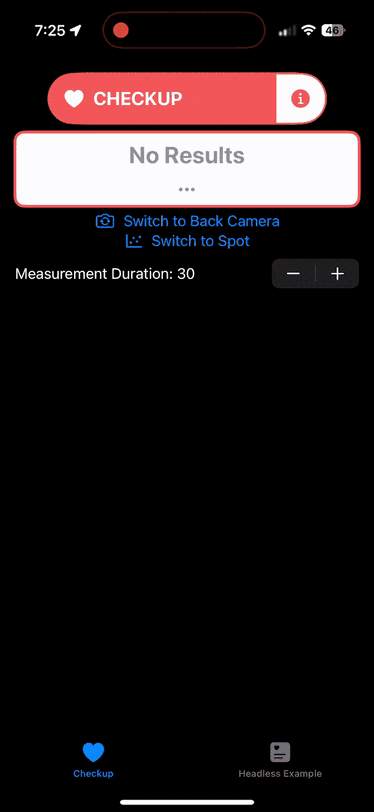 7:25
46
CHECKUP
No Results
...
Switch to Back Camera
Switch to Spot
Measurement Duration: 30
Checkup
Headless Example